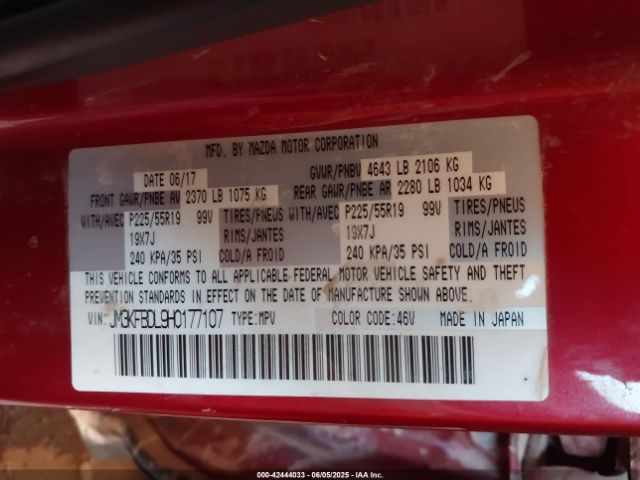 MFD. BY MAZDA MOTOR CORPORATION
DATE 06/17 GVWR/PNBV 4643 LB 2106 KG
FRONT GAWR/PNBE AV 2370 LB 1075 KG REAR GAWR/PNBE AR 2280 LB 1034 KG
WITH/AVEC P225/55R19 99V TIRES/PNEUS WITH/AVEC P225/55R19 99V TIRES/PNEUS
19X7J RIMS/JANTES 19X7J RIMS/JANTES
240 KPA/35 PSI COLD/A FROID 240 KPA/35 PSI COLD/A FROID
THIS VEHICLE CONFORMS TO ALL APPLICABLE FEDERAL MOTOR VEHICLE SAFETY AND THEFT
PREVENTION STANDARDS IN EFFECT ON THE DATE OF MANUFACTURE SHOWN ABOVE.
VIN: JM3KFBDL9H0177107 TYPE:MPV COLOR CODE:46V MADE IN JAPAN
000-42444033 - 06/05/2025 - IAA Inc.